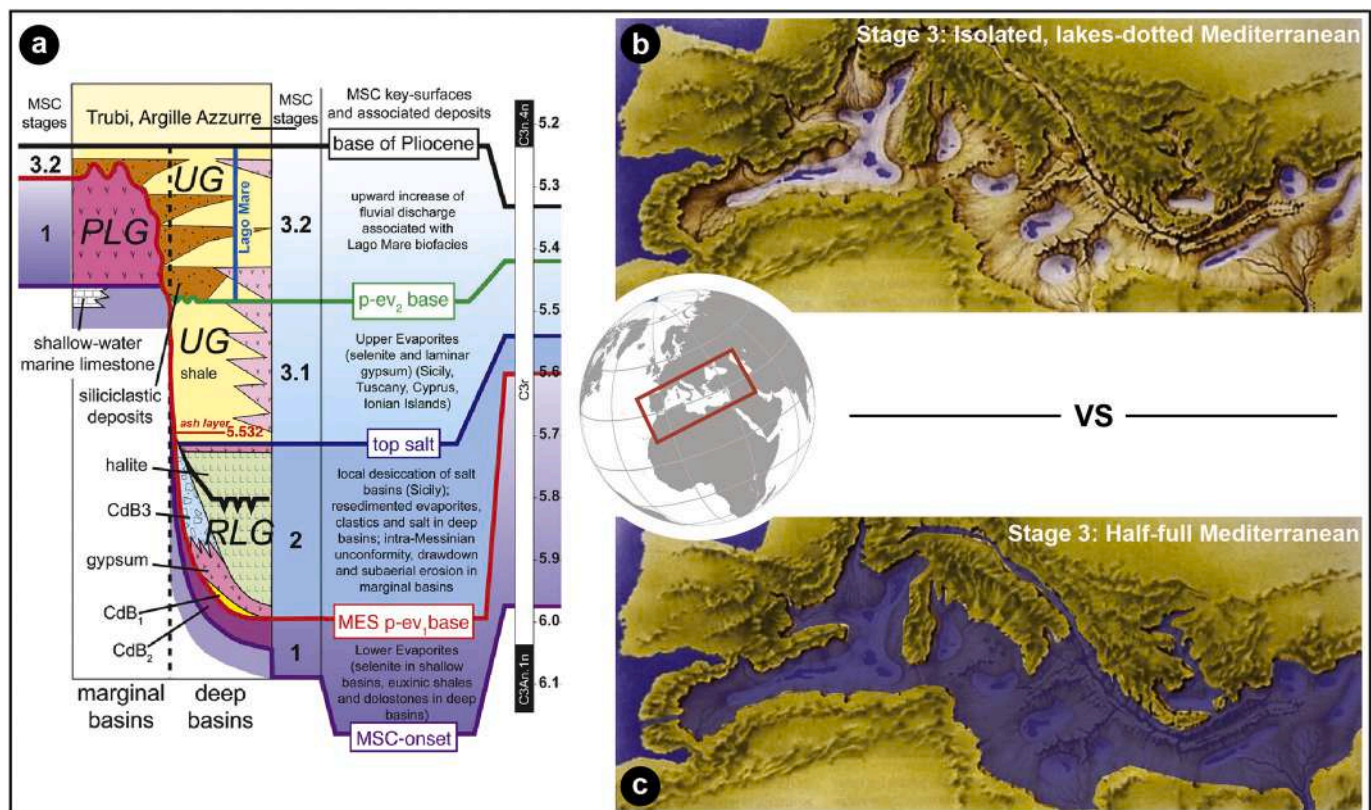 a
MSC
stages
Trubi, Argille Azzurre
MSC
stages
MSC key-surfaces
and associated deposits
base of Pliocene
3.2
1
PLG
UG
Lago Mare
3.2
upward increase of
fluvial discharge
associated with
Lago Mare biofacies
p-ev2 base
shallow-water
marine limestone
siliciclastic
deposits
UG
shale
3.1
Upper Evaporites
(selenite and laminar
gypsum) (Sicily,
Tuscany, Cyprus,
Ionian Islands)
ash layer 5.532
top salt
halite
CdB3
RLG
gypsum
CdB1
CdB2
2
local desiccation of salt
basins (Sicily);
resedimented evaporites,
clastics and salt in deep
basins; intra-Messinian
unconformity, drawdown
and subaerial erosion in
marginal basins
MES p-ev1base
1
Lower Evaporites
(selenite in shallow
basins, euxinic shales
and dolostones in deep
basins)
MSC-onset
marginal
basins
deep
basins
C3n.4n
C3r
C3An.1n
5.2
5.3
5.4
5.5
5.6
5.7
5.8
5.9
6.0
6.1
b
Stage 3: Isolated, lakes-dotted Mediterranean
VS
Stage 3: Half-full Mediterranean
c